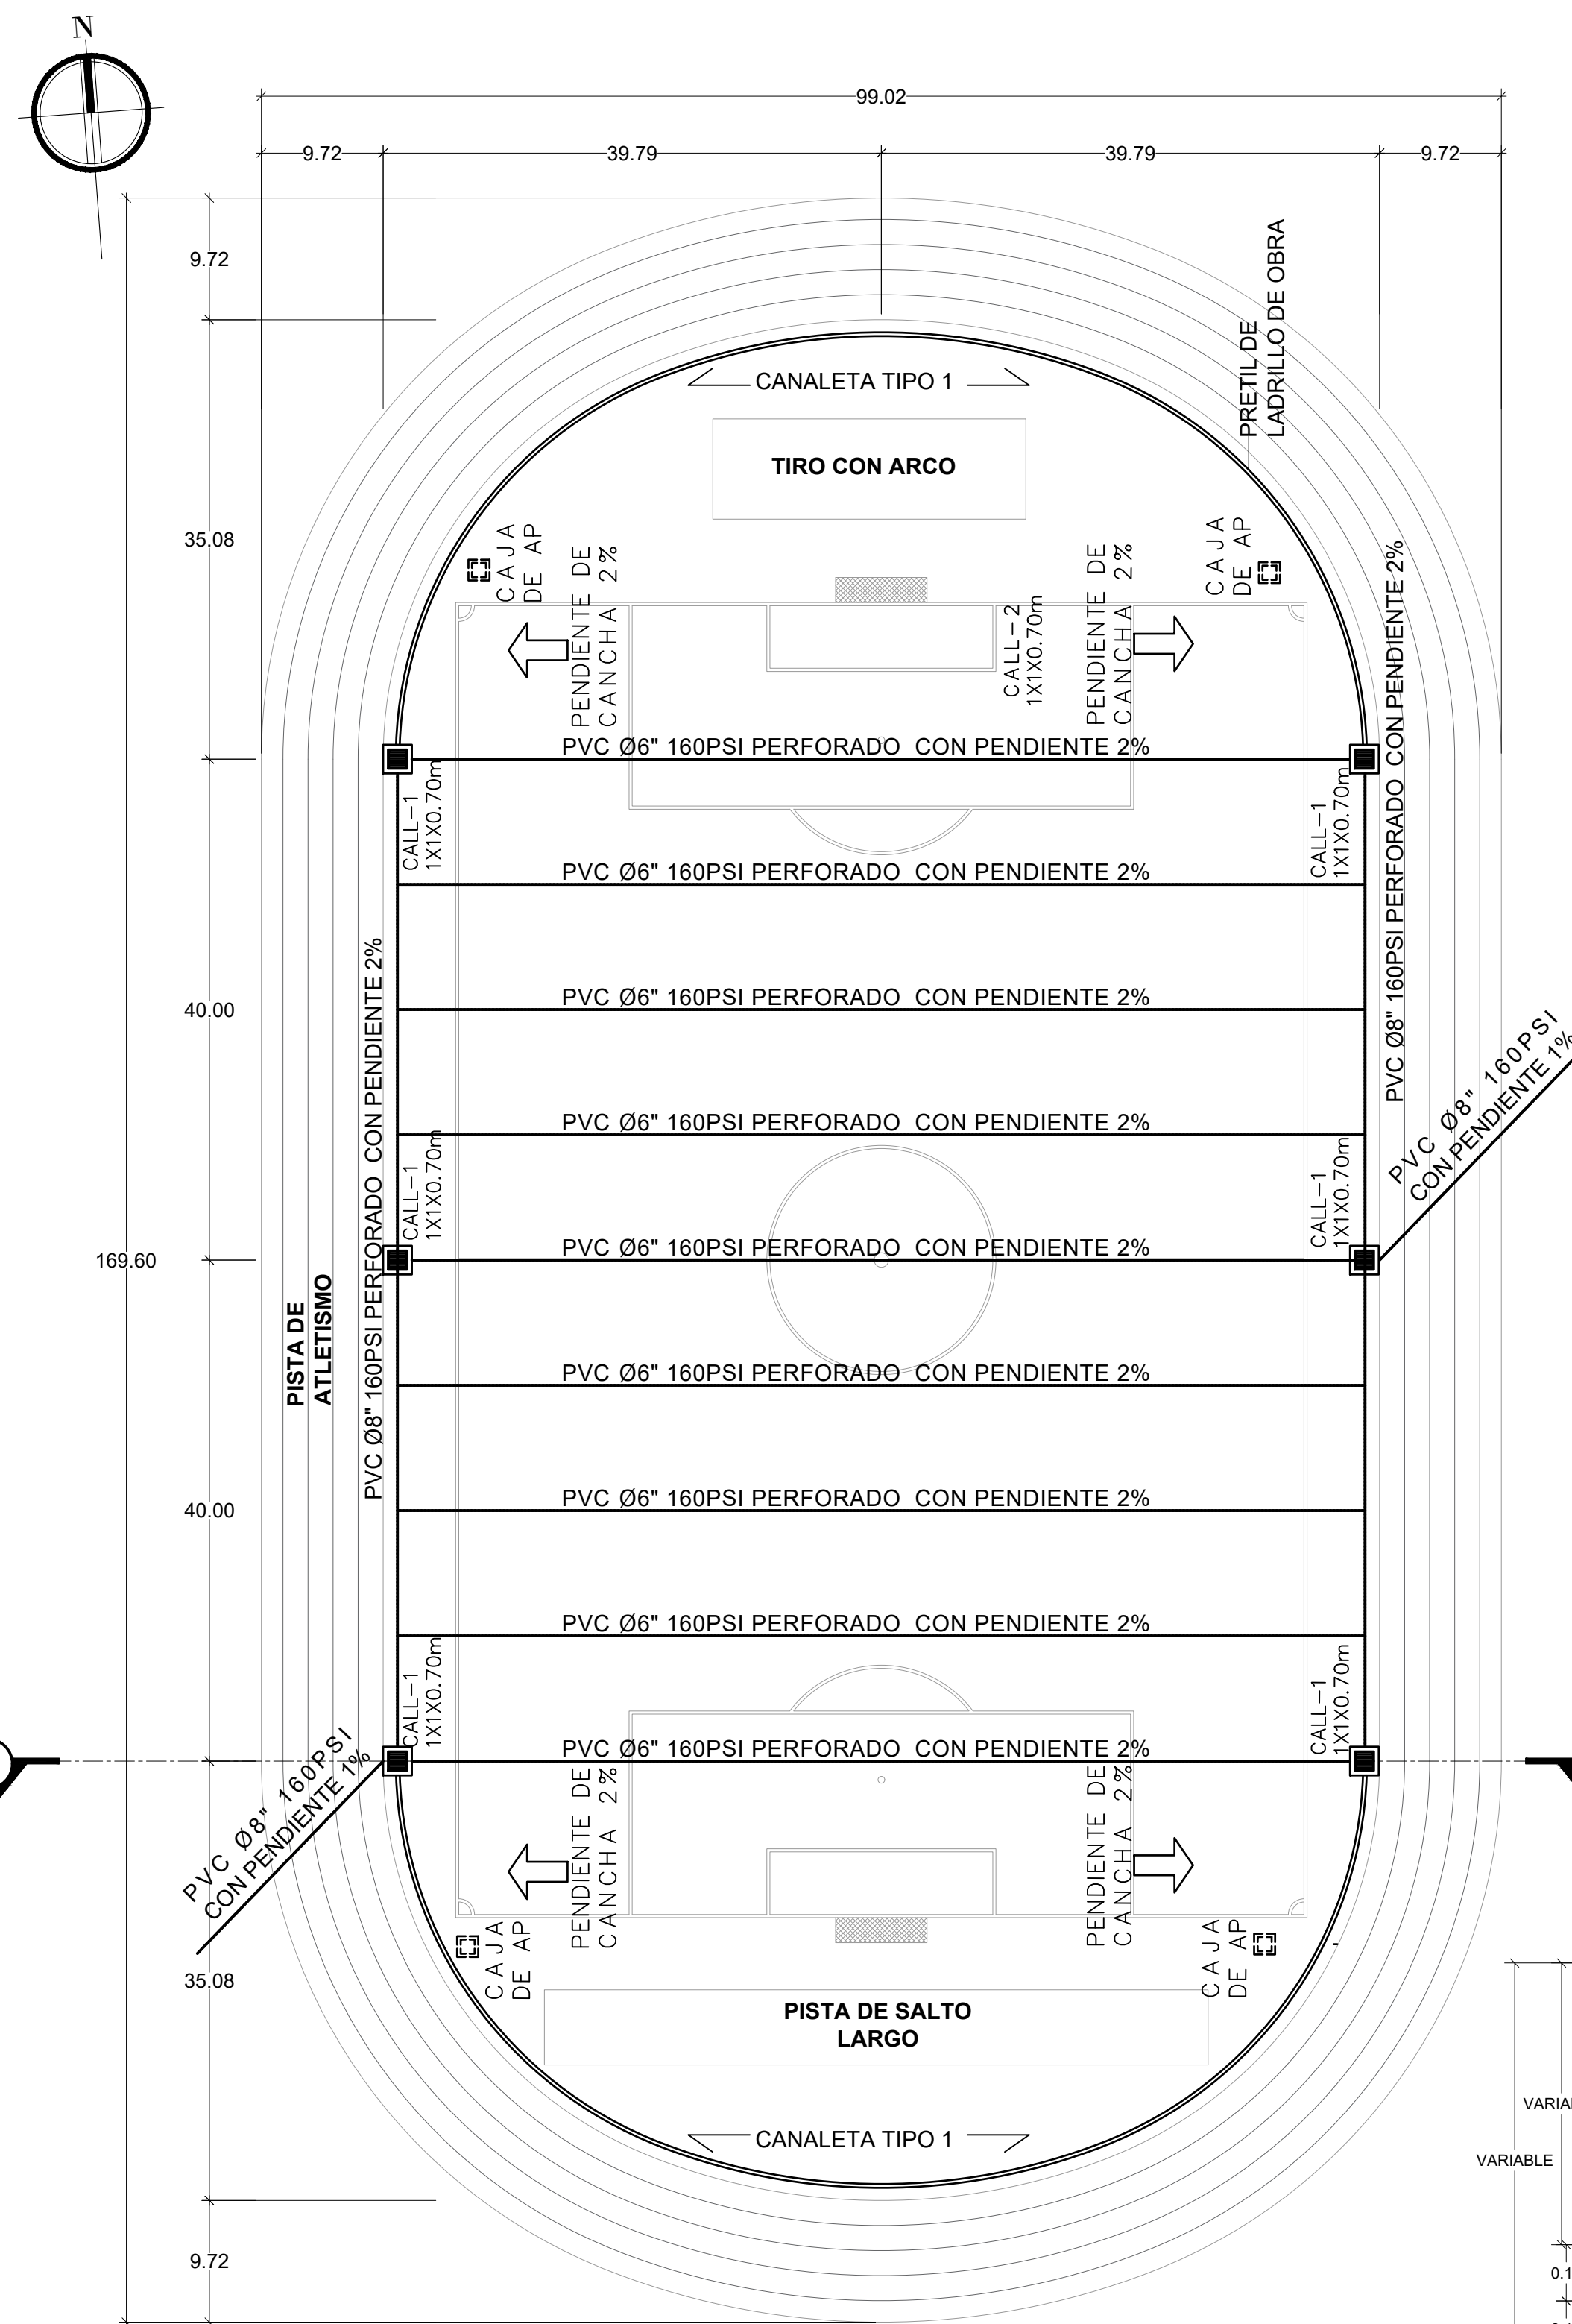 N
99.02
9.72
39.79
39.79
9.72
9.72
PRETIL DE
LADRILLO DE OBRA
CANALETA TIPO 1
TIRO CON ARCO
35.08
CAJA
DE AP
PENDIENTE DE
CANCHA 2%
CALL-2
1X1X0.70m
PENDIENTE DE
CANCHA 2%
CAJA
DE AP
PVC Ø8" 160PSI PERFORADO CON PENDIENTE 2%
PVC Ø6" 160PSI PERFORADO CON PENDIENTE 2%
CALL-1
1X1X0.70m
CALL-1
1X1X0.70m
PVC Ø6" 160PSI PERFORADO CON PENDIENTE 2%
PVC Ø8" 160PSI PERFORADO CON PENDIENTE 2%
40.00
PVC Ø6" 160PSI PERFORADO CON PENDIENTE 2%
PVC Ø8" 160PSI
CON PENDIENTE 1%
PVC Ø6" 160PSI PERFORADO CON PENDIENTE 2%
CALL-1
1X1X0.70m
CALL-1
1X1X0.70m
169.60
PVC Ø6" 160PSI PERFORADO CON PENDIENTE 2%
PISTA DE
ATLETISMO
PVC Ø6" 160PSI PERFORADO CON PENDIENTE 2%
40.00
PVC Ø6" 160PSI PERFORADO CON PENDIENTE 2%
PVC Ø6" 160PSI PERFORADO CON PENDIENTE 2%
CALL-1
1X1X0.70m
CALL-1
1X1X0.70m
PVC Ø6" 160PSI PERFORADO CON PENDIENTE 2%
PVC Ø8" 160PSI
CON PENDIENTE 1%
PENDIENTE DE
CANCHA 2%
PENDIENTE DE
CANCHA 2%
35.08
CAJA
DE AP
CAJA
DE AP
PISTA DE SALTO
LARGO
CANALETA TIPO 1
VARIABLE
9.72